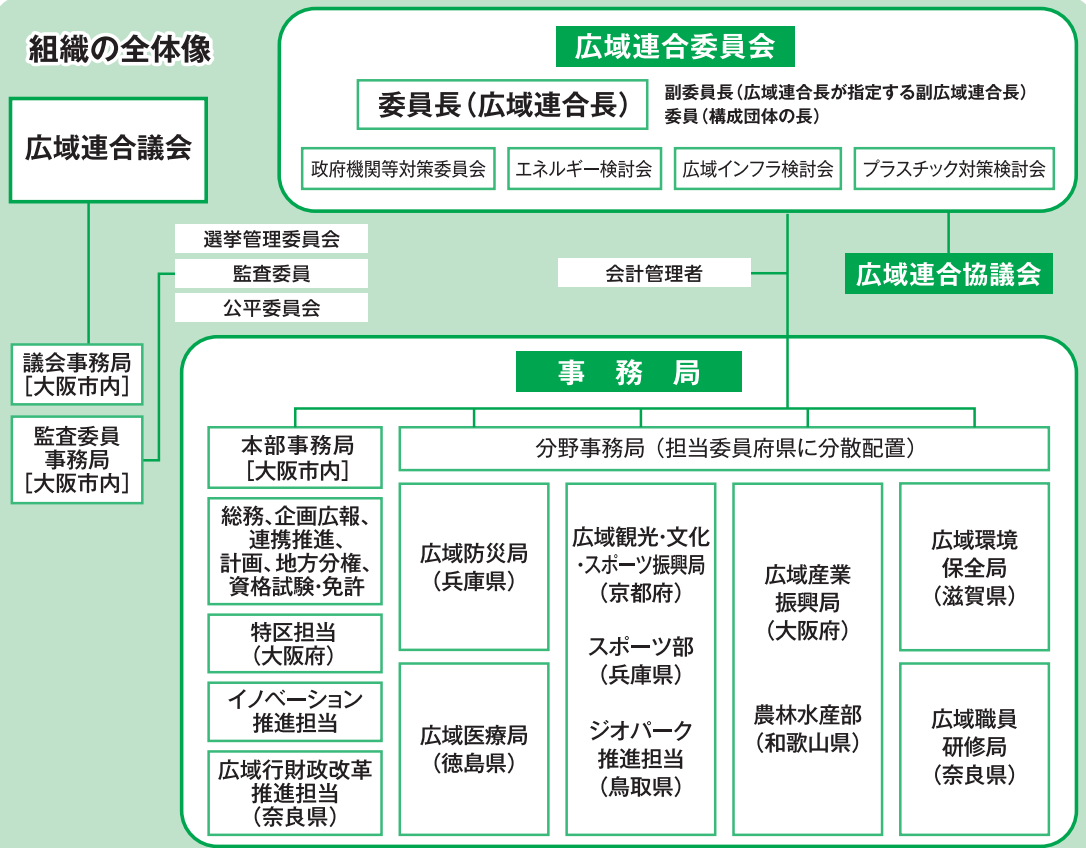 組織の全体像
広域連合議会
広域連合委員会
委員長（広域連合長）
副委員長（広域連合長が指定する副広域連合長）
委員（構成団体の長）
政府機関等対策委員会
エネルギー検討会
広域インフラ検討会
プラスチック対策検討会
選挙管理委員会
監査委員
公平委員会
会計管理者
広域連合協議会
議会事務局
［大阪市内］
監査委員
事務局
［大阪市内］
事　務　局
本部事務局
［大阪市内］
分野事務局（担当委員府県に分散配置）
総務、企画広報、
連携推進、
計画、地方分権、
資格試験・免許
特区担当
（大阪府）
イノベーション
推進担当
広域行財政改革
推進担当
（奈良県）
広域防災局
（兵庫県）
広域医療局
（徳島県）
広域観光・文化
・スポーツ振興局
（京都府）
スポーツ部
（兵庫県）
ジオパーク
推進担当
（鳥取県）
広域産業
振興局
（大阪府）
農林水産部
（和歌山県）
広域環境
保全局
（滋賀県）
広域職員
研修局
（奈良県）